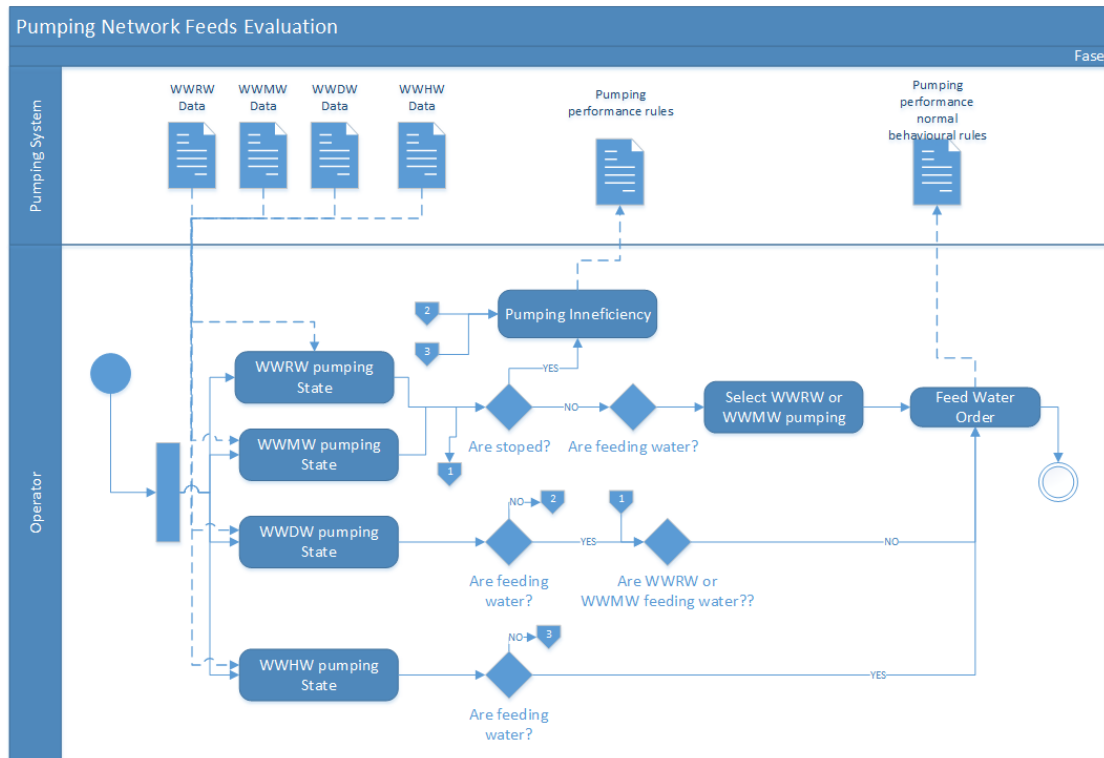 Pumping Network Feeds Evaluation
Fase
Pumping System
WWRW
Data
WWMW
Data
WWDW
Data
WWHW
Data
Pumping
performance rules
Pumping
performance
normal
behavioural rules
Operator
2
3
Pumping Inneficiency
YES
WWRW pumping
State
Are stoped?
NO
Are feeding water?
Select WWRW or
WWMW pumping
Feed Water
Order
WWMW pumping
State
1
WWDW pumping
State
NO
2
Are feeding
water?
YES
1
Are WWRW or
WWMW feeding water??
NO
WWHW pumping
State
NO
3
Are feeding
water?
YES